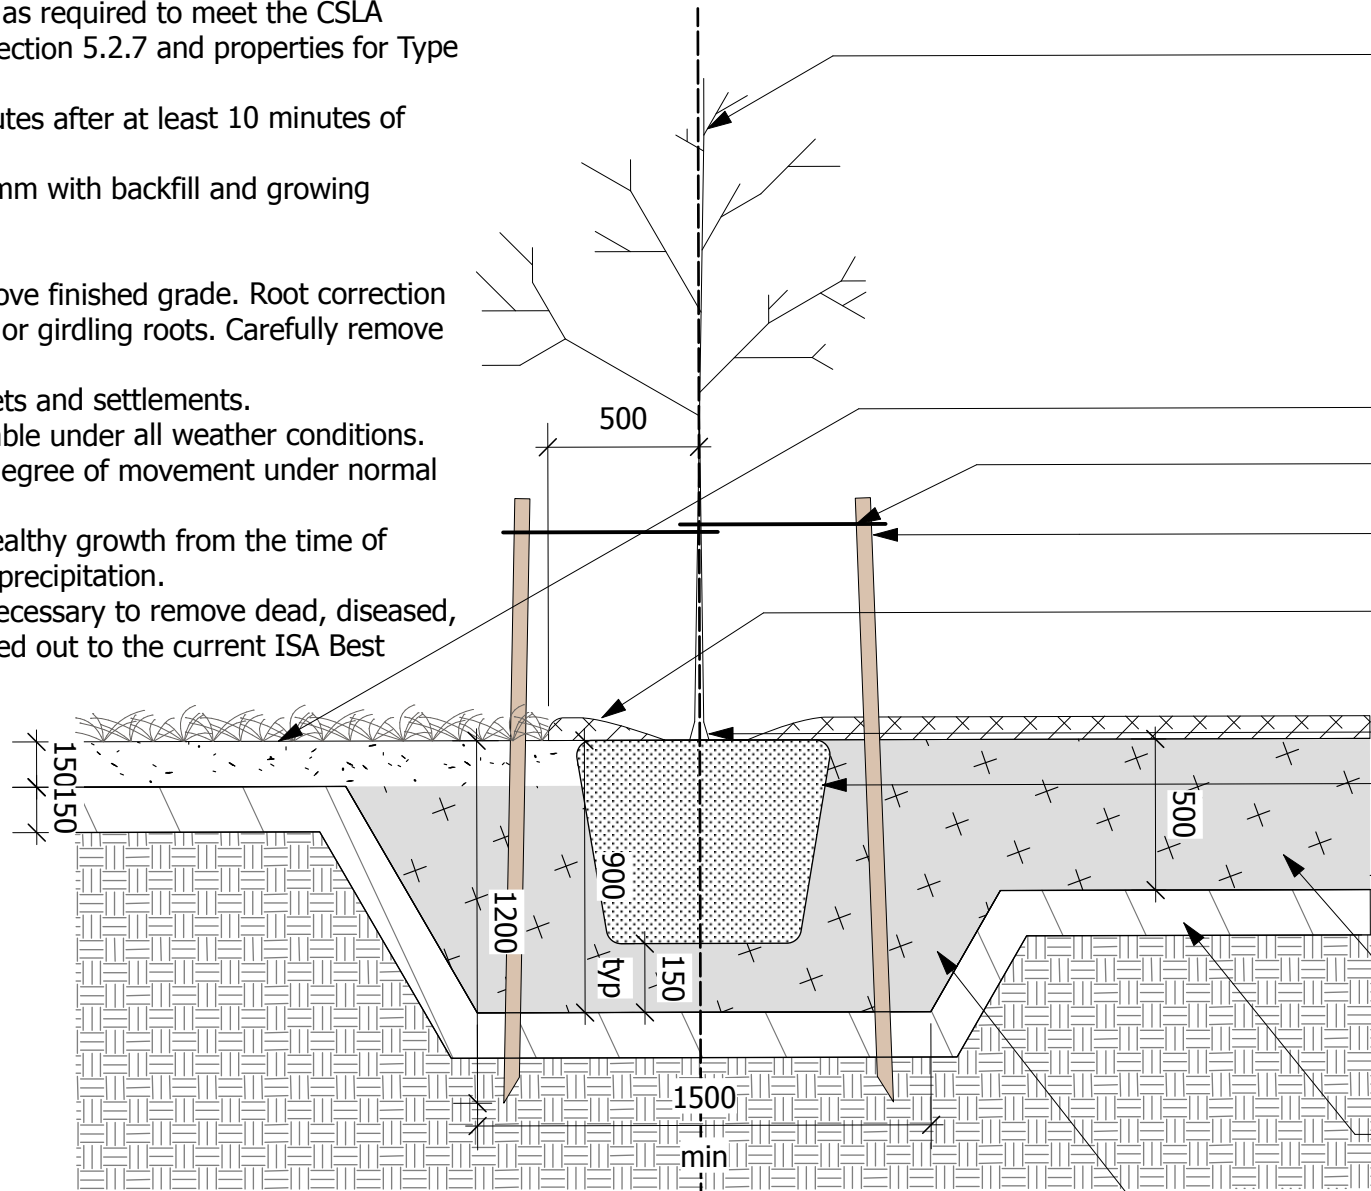 as required to meet the CSLA
ection 5.2.7 and properties for Type
utes after at least 10 minutes of
mm with backfill and growing
ove finished grade. Root correction
or girdling roots. Carefully remove
ets and settlements.
able under all weather conditions.
degree of movement under normal
ealthy growth from the time of
precipitation.
ecessary to remove dead, diseased,
ed out to the current ISA Best
500
150
150
500
900
typ
1200
150
1500
min